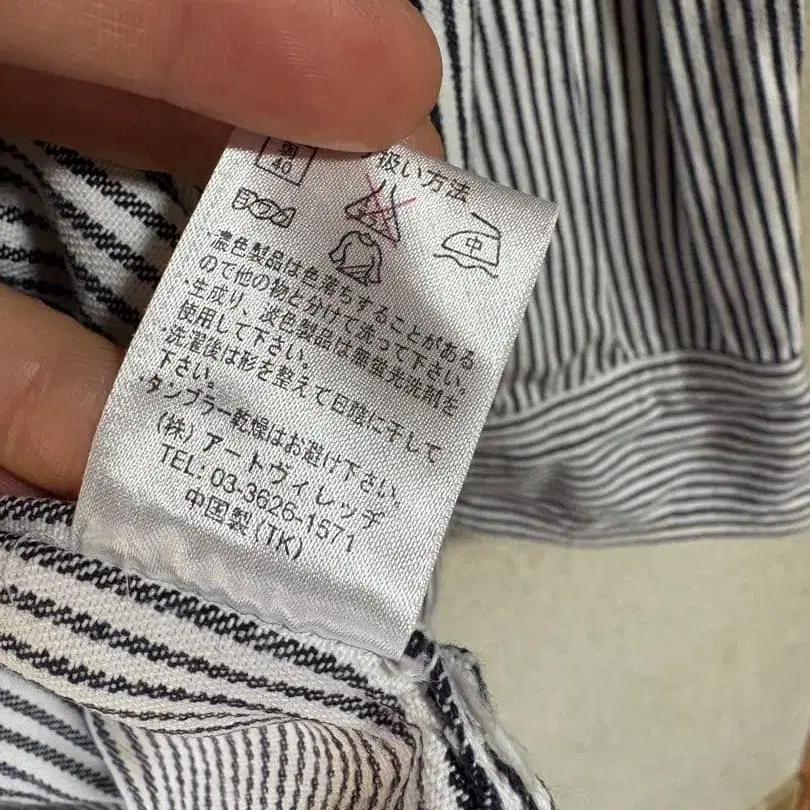 扱い方法
弱
40
中
・濃色製品は色落ちすることがある
ので他の物と分けて洗って下さい。
・生成り、淡色製品は無蛍光洗剤を
使用して下さい。
・洗濯後は形を整えて日陰に干して
下さい。
・タンブラー乾燥はお避け下さい。
(株)アートヴィレッヂ
TEL: 03-3626-1571
中国製(TK)